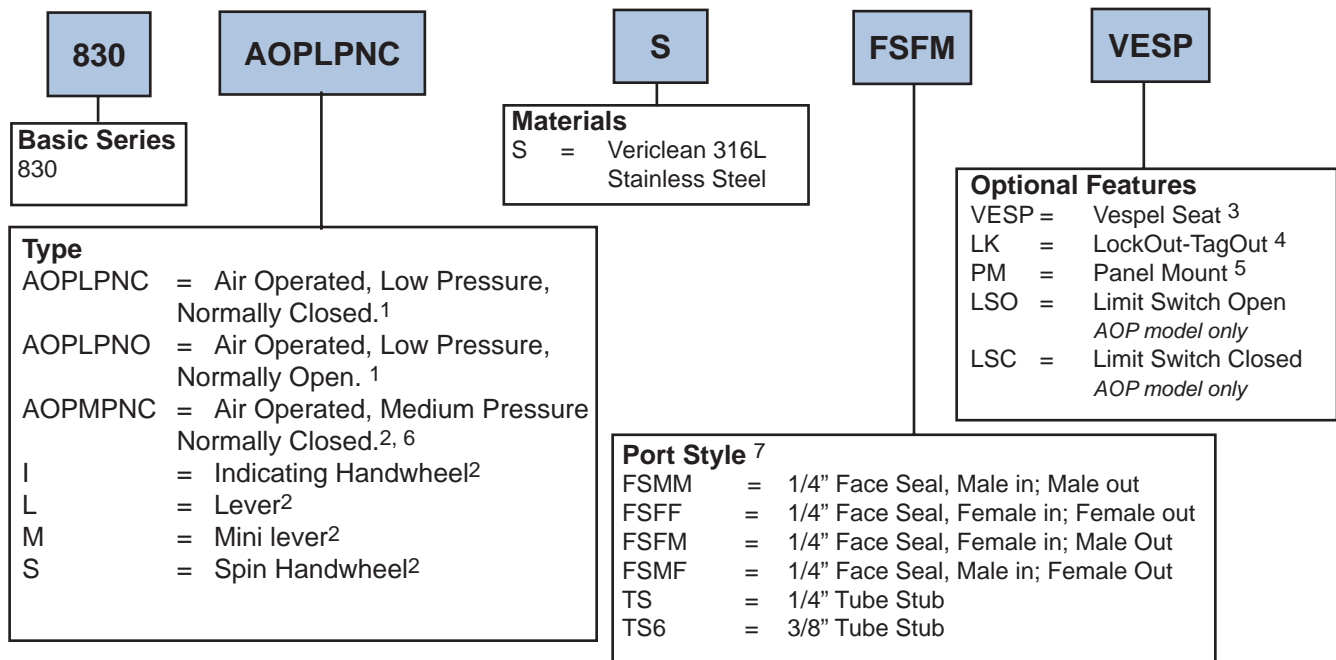 830 AOPLPNC S FSFM VESP
Basic Series
830
Materials
S = Vericlean 316L
Stainless Steel
Optional Features
VESP = Vespel Seat 3
LK = LockOut-TagOut 4
PM = Panel Mount 5
LSO = Limit Switch Open
AOP model only
LSC = Limit Switch Closed
AOP model only
Type
AOPLPNC = Air Operated, Low Pressure,
Normally Closed.1
AOPLPNO = Air Operated, Low Pressure,
Normally Open. 1
AOPMPNC = Air Operated, Medium Pressure
Normally Closed.2, 6
I = Indicating Handwheel2
L = Lever2
M = Mini lever2
S = Spin Handwheel2
Port Style 7
FSMM = 1/4” Face Seal, Male in; Male out
FSFF = 1/4” Face Seal, Female in; Female out
FSFM = 1/4” Face Seal, Female in; Male Out
FSMF = 1/4” Face Seal, Male in; Female Out
TS = 1/4” Tube Stub
TS6 = 3/8” Tube Stub